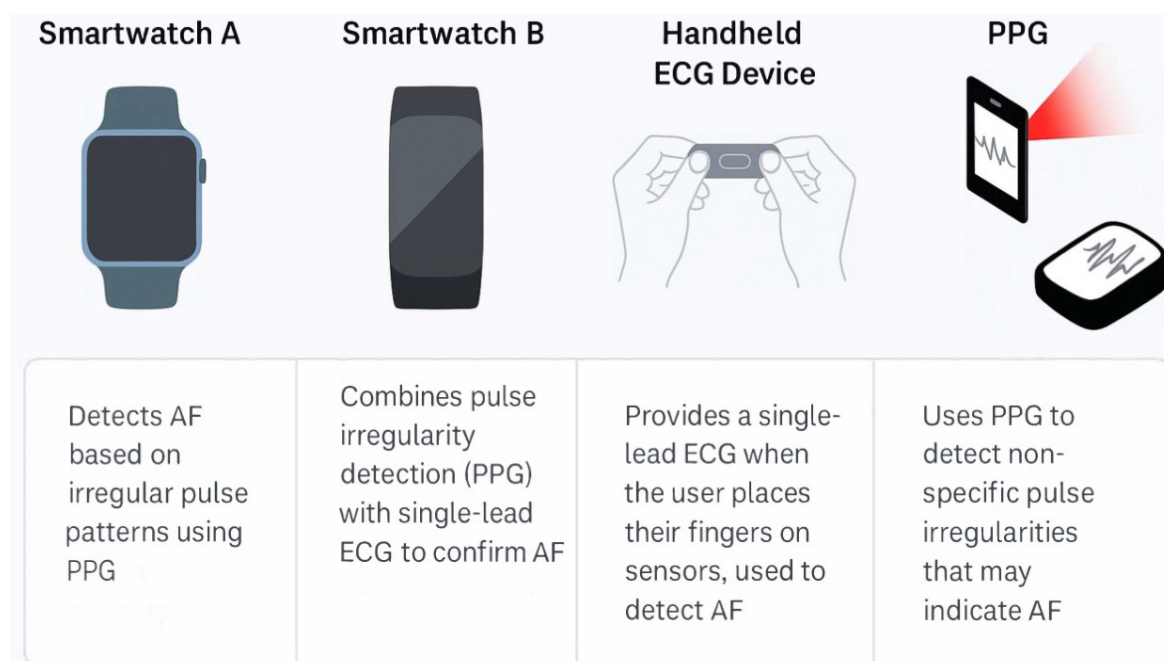 Smartwatch A
Smartwatch B
Handheld
ECG Device
PPG
Detects AF
based on
irregular pulse
patterns using
PPG
Combines pulse
irregularity
detection (PPG)
with single-lead
ECG to confirm AF
Provides a single-
lead ECG when
the user places
their fingers on
sensors, used to
detect AF
Uses PPG to
detect non-
specific pulse
irregularities
that may
indicate AF